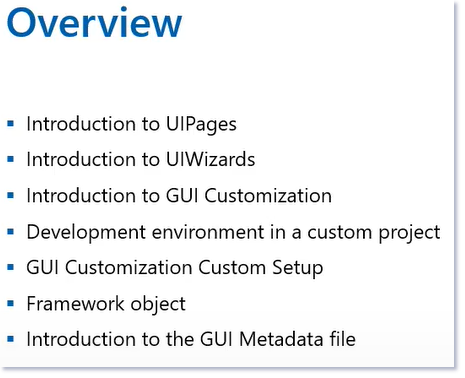 Overview
Introduction to UIPages
Introduction to UIWizards
Introduction to GUI Customization
Development environment in a custom project
GUI Customization Custom Setup
Framework object
Introduction to the GUI Metadata file